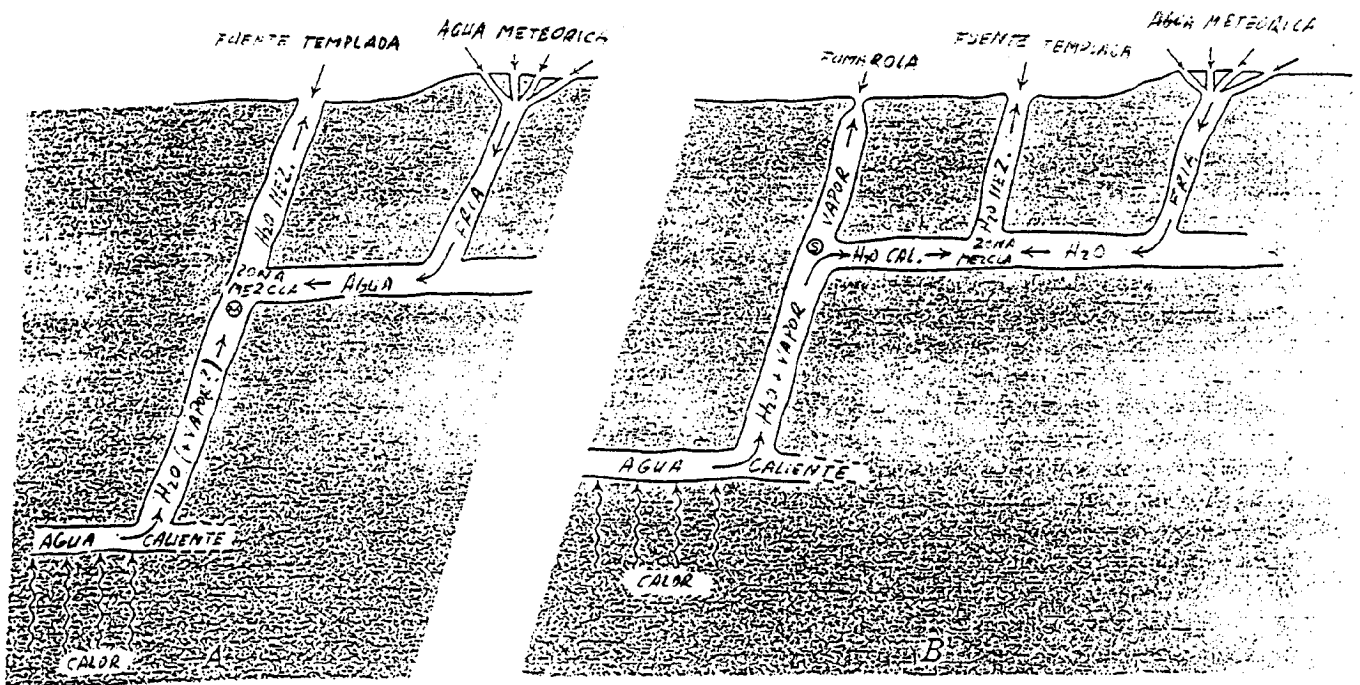 FUENTE TEMPLADA
AGUA METEORICA
H2O MEZ.
FRIA
ZONA
MEZCLA
AGUA
H2O (+ VAPOR?)
AGUA CALIENTE
CALOR
A
FUMAROLA
FUENTE TEMPLADA
AGUA METEORICA
VAPOR
H2O MEZ.
FRIA
S
H2O CAL.
ZONA
MEZCLA
H2O
H2O + VAPOR
AGUA CALIENTE
CALOR
B